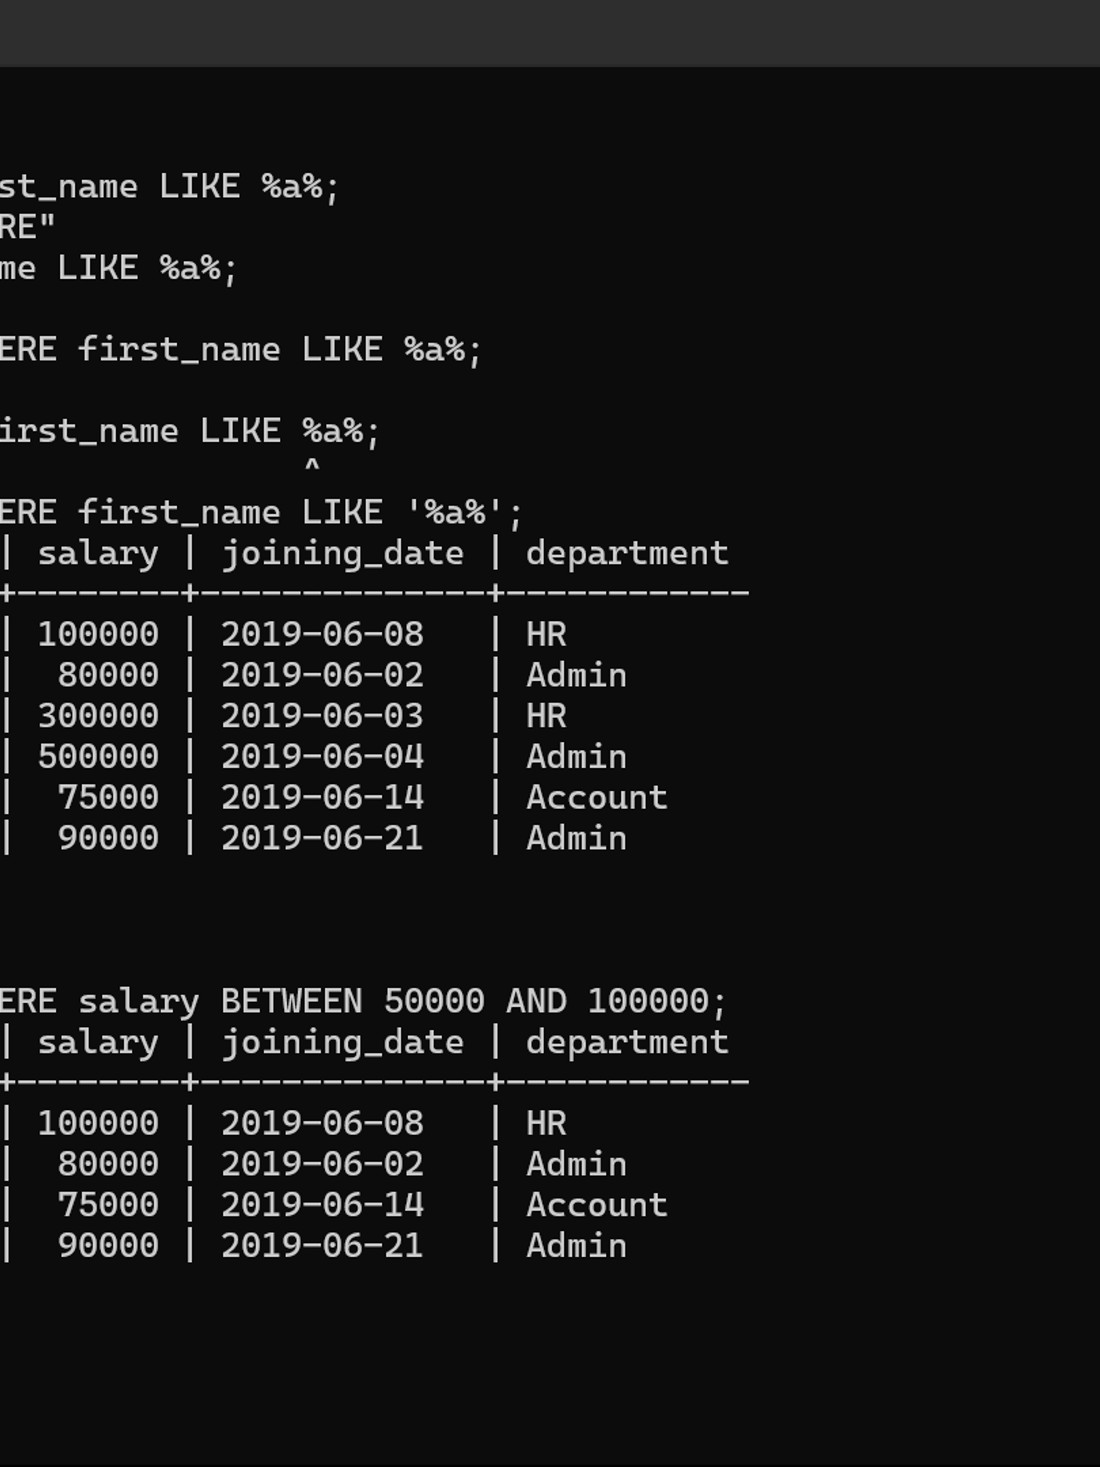 st_name LIKE %a%;
RE"
me LIKE %a%;
ERE first_name LIKE %a%;
irst_name LIKE %a%;
^
ERE first_name LIKE '%a%';
| salary | joining_date | department
+--------+--------------+------------
| 100000 | 2019-06-08   | HR
|  80000 | 2019-06-02   | Admin
| 300000 | 2019-06-03   | HR
| 500000 | 2019-06-04   | Admin
|  75000 | 2019-06-14   | Account
|  90000 | 2019-06-21   | Admin
ERE salary BETWEEN 50000 AND 100000;
| salary | joining_date | department
+--------+--------------+------------
| 100000 | 2019-06-08   | HR
|  80000 | 2019-06-02   | Admin
|  75000 | 2019-06-14   | Account
|  90000 | 2019-06-21   | Admin